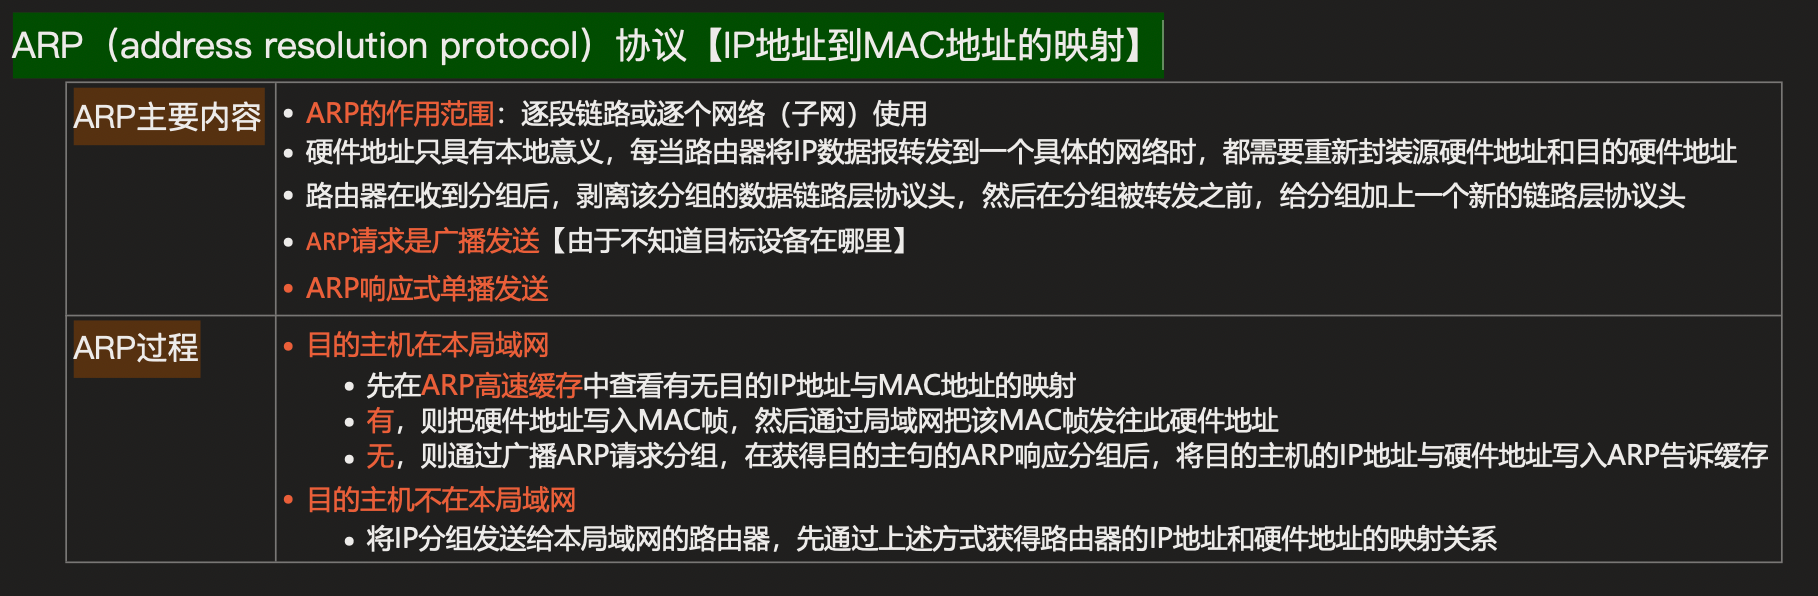 ARP（address resolution protocol）协议【IP地址到MAC地址的映射】
ARP主要内容
• ARP的作用范围：逐段链路或逐个网络（子网）使用
• 硬件地址只具有本地意义，每当路由器将IP数据报转发到一个具体的网络时，都需要重新封装源硬件地址和目的硬件地址
• 路由器在收到分组后，剥离该分组的数据链路层协议头，然后在分组被转发之前，给分组加上一个新的链路层协议头
• ARP请求是广播发送【由于不知道目标设备在哪里】
• ARP响应式单播发送
ARP过程
• 目的主机在本局域网
• 先在ARP高速缓存中查看有无目的IP地址与MAC地址的映射
• 有，则把硬件地址写入MAC帧，然后通过局域网把该MAC帧发往此硬件地址
• 无，则通过广播ARP请求分组，在获得目的主句的ARP响应分组后，将目的主机的IP地址与硬件地址写入ARP告诉缓存
• 目的主机不在本局域网
• 将IP分组发送给本局域网的路由器，先通过上述方式获得路由器的IP地址和硬件地址的映射关系